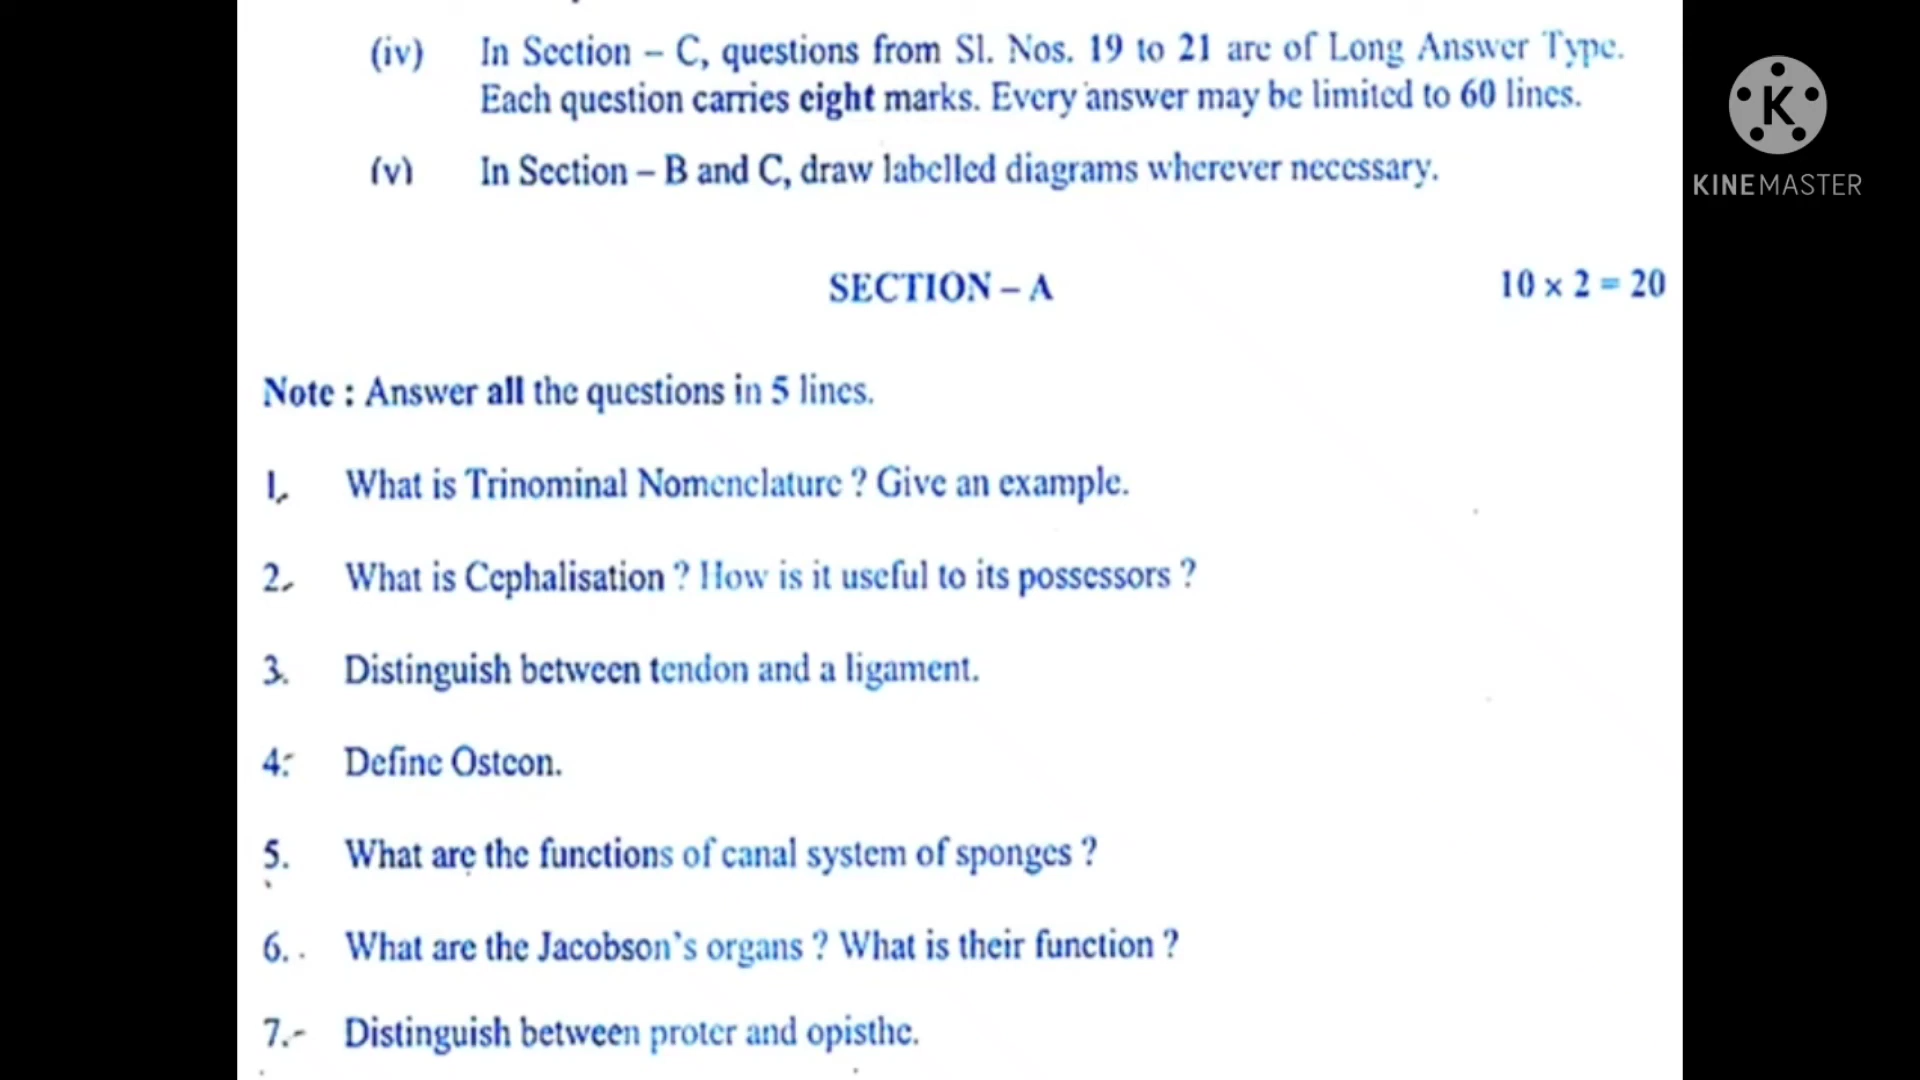 (iv) In Section – C, questions from Sl. Nos. 19 to 21 are of Long Answer Type.
Each question carries eight marks. Every answer may be limited to 60 lines.
(v) In Section – B and C, draw labelled diagrams wherever necessary.
SECTION – A 10 × 2 = 20
Note : Answer all the questions in 5 lines.
1. What is Trinominal Nomenclature ? Give an example.
2. What is Cephalisation ? How is it useful to its possessors ?
3. Distinguish between tendon and a ligament.
4. Define Osteon.
5. What are the functions of canal system of sponges ?
6. What are the Jacobson's organs ? What is their function ?
7. Distinguish between proter and opisthe.
K
KINEMASTER